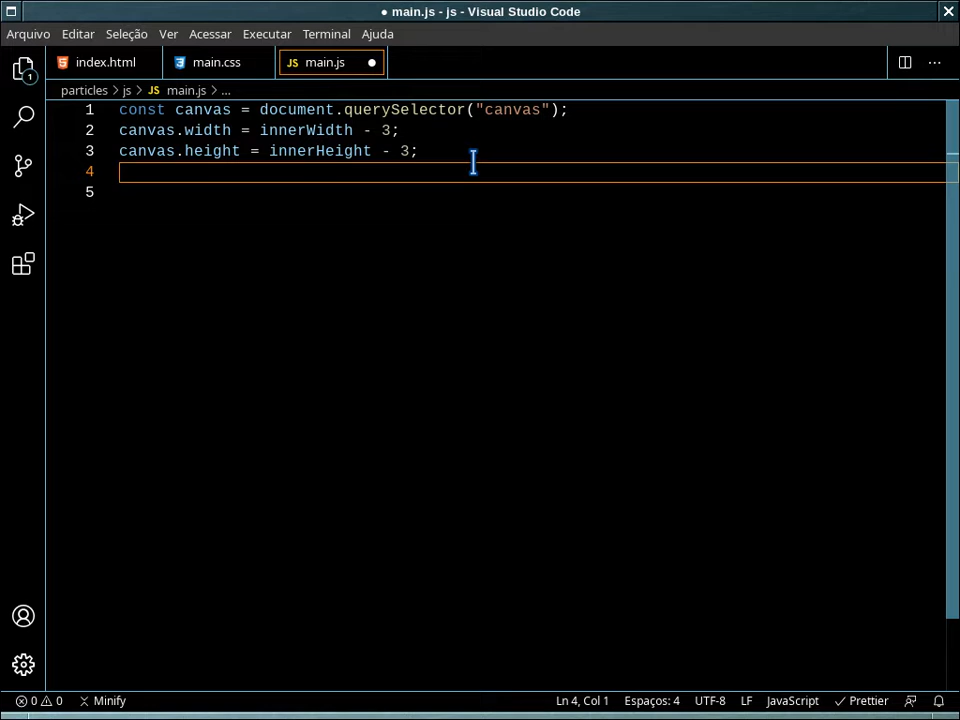 ● main.js - js - Visual Studio Code
Arquivo Editar Seleção Ver Acessar Executar Terminal Ajuda
index.html main.css JS main.js ●
particles > js > JS main.js > ...
1 const canvas = document.querySelector("canvas");
2 canvas.width = innerWidth - 3;
3 canvas.height = innerHeight - 3;
4
5
1
0 0 Minify Ln 4, Col 1 Espaços: 4 UTF-8 LF JavaScript Prettier